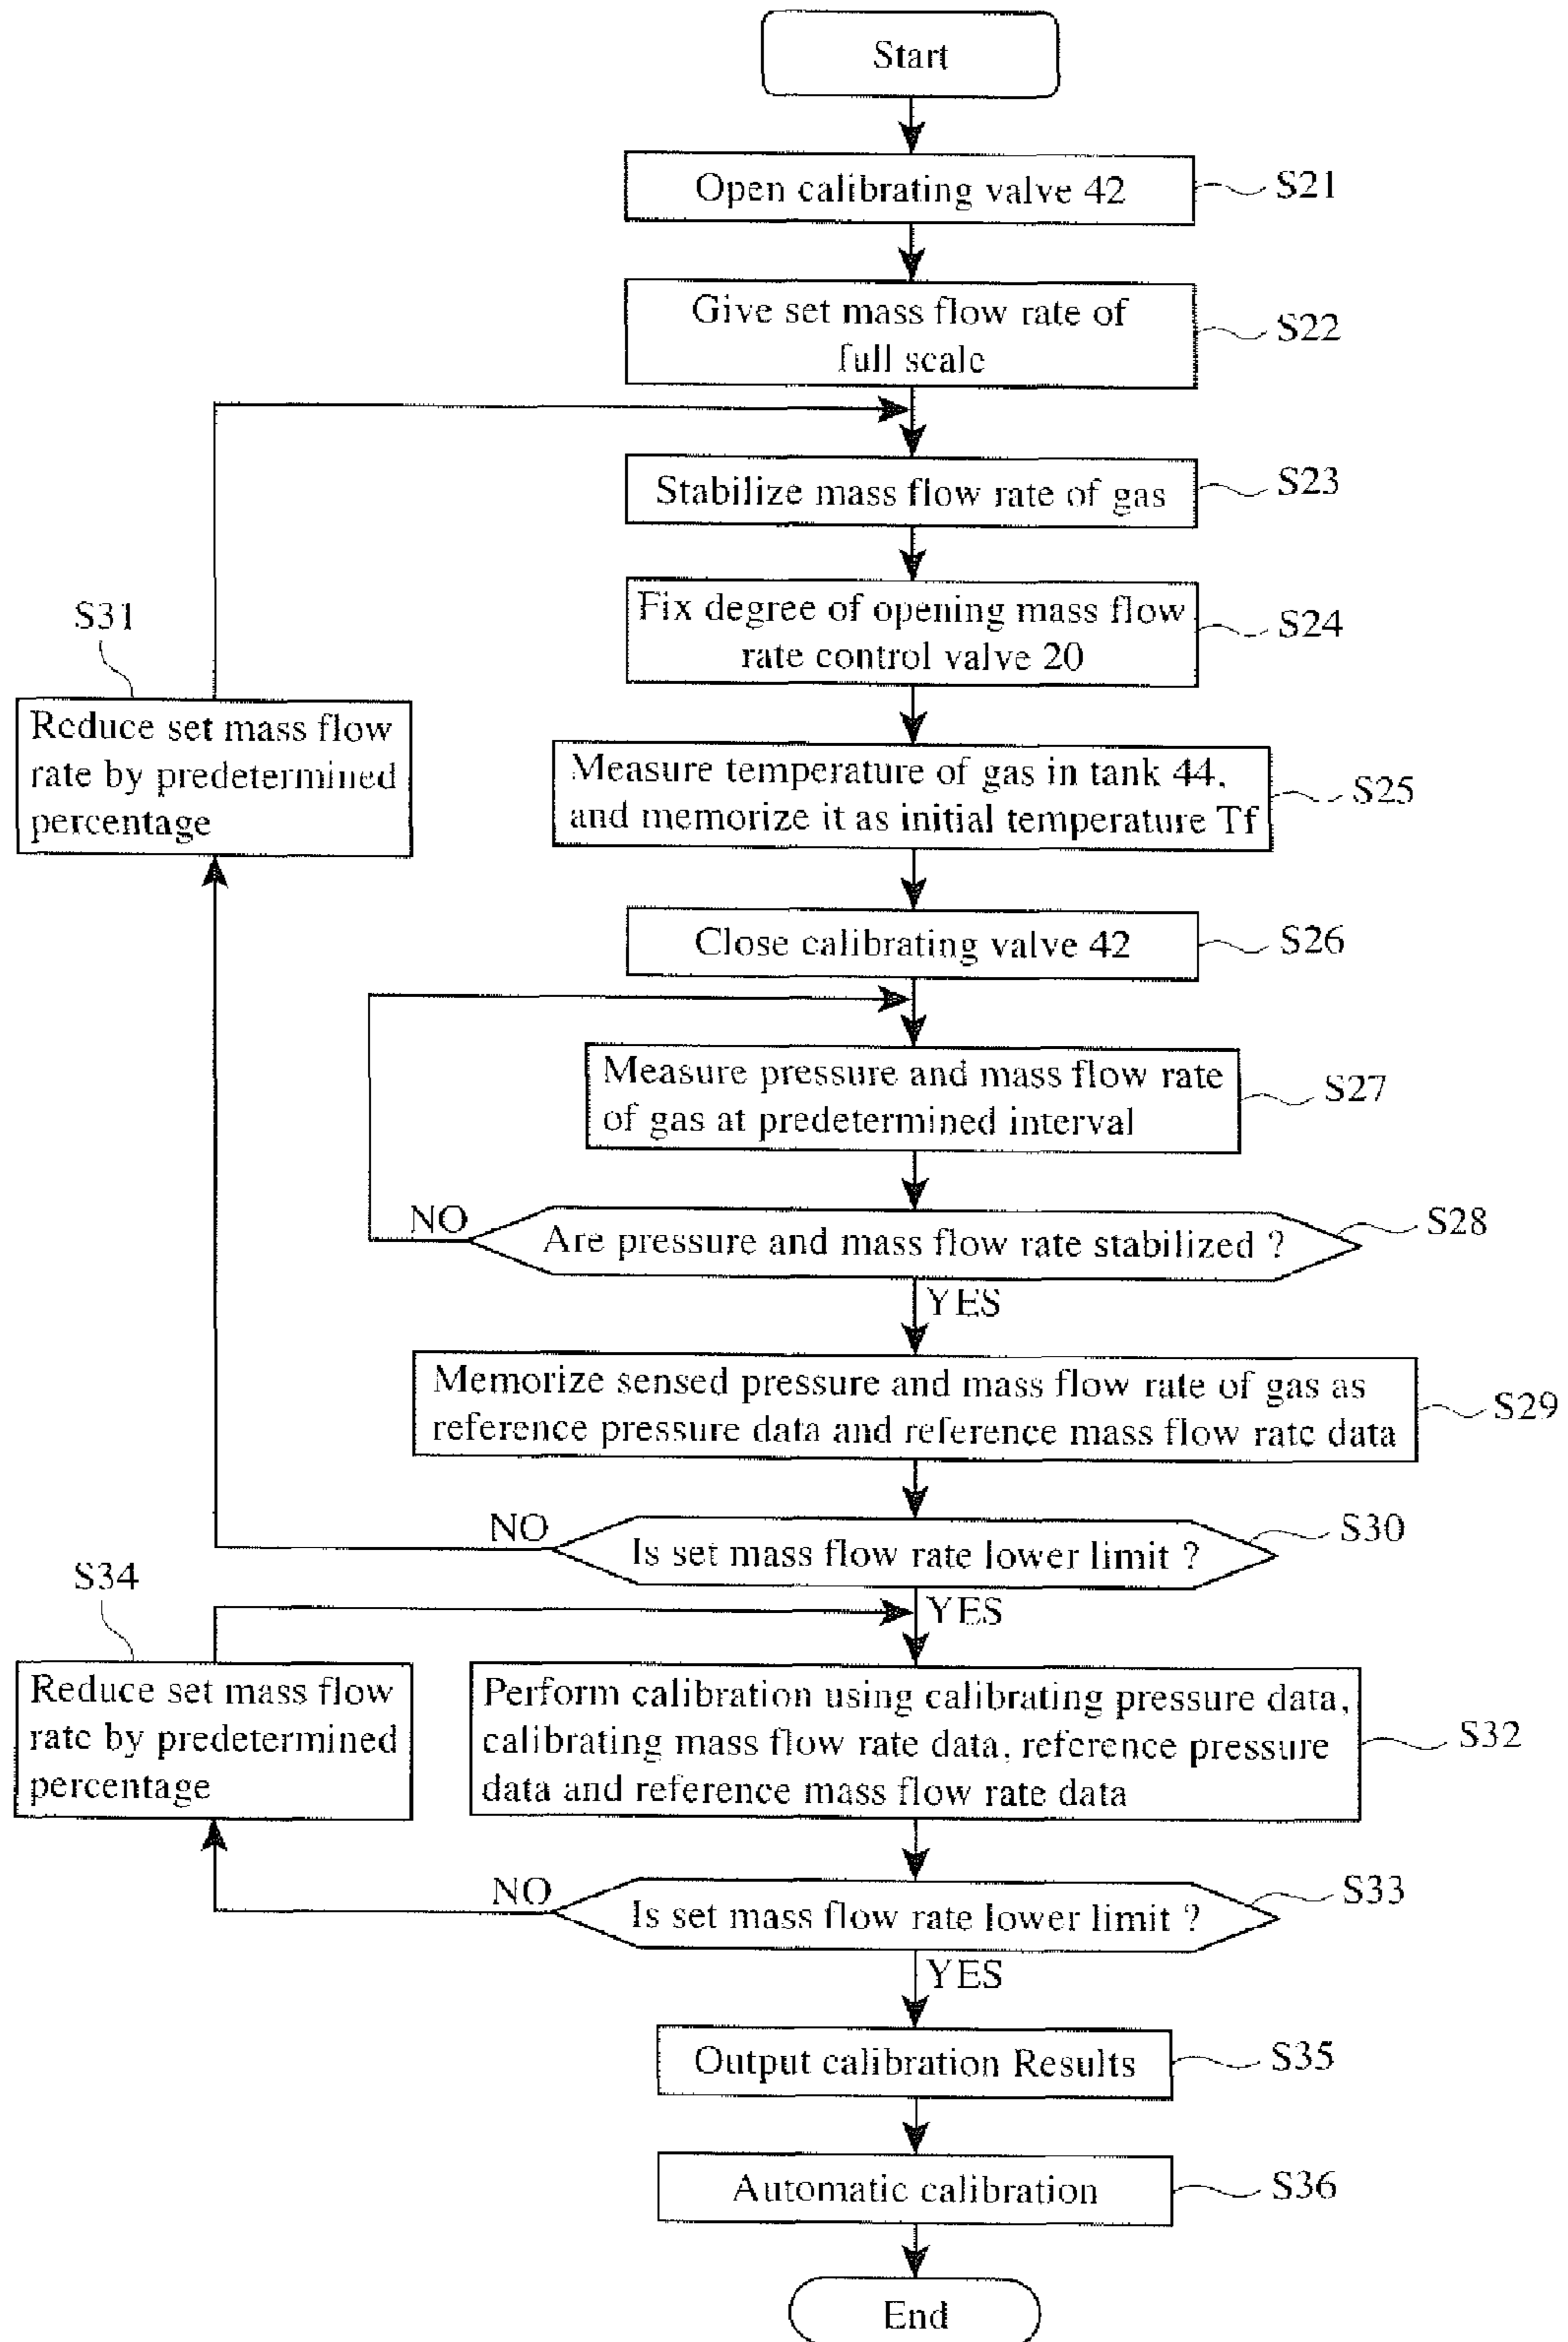 Start
Open calibrating valve 42
S21
Give set mass flow rate of
full scale
S22
Stabilize mass flow rate of gas
S23
Fix degree of opening mass flow
rate control valve 20
S24
S31
Reduce set mass flow
rate by predetermined
percentage
Measure temperature of gas in tank 44,
and memorize it as initial temperature Tf
S25
Close calibrating valve 42
S26
Measure pressure and mass flow rate
of gas at predetermined interval
S27
NO
Are pressure and mass flow rate stabilized ?
S28
YES
Memorize sensed pressure and mass flow rate of gas as
reference pressure data and reference mass flow rate data
S29
NO
Is set mass flow rate lower limit ?
S30
YES
S34
Reduce set mass flow
rate by predetermined
percentage
Perform calibration using calibrating pressure data,
calibrating mass flow rate data, reference pressure
data and reference mass flow rate data
S32
NO
Is set mass flow rate lower limit ?
S33
YES
Output calibration Results
S35
Automatic calibration
S36
End